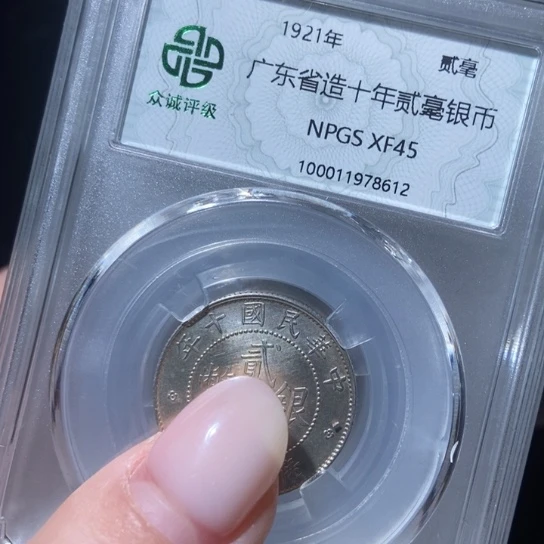 1921年
贰毫
广东省造十年贰毫银币
NPGS XF45
100011978612
众诚评级
中華民國十年
貳
銀